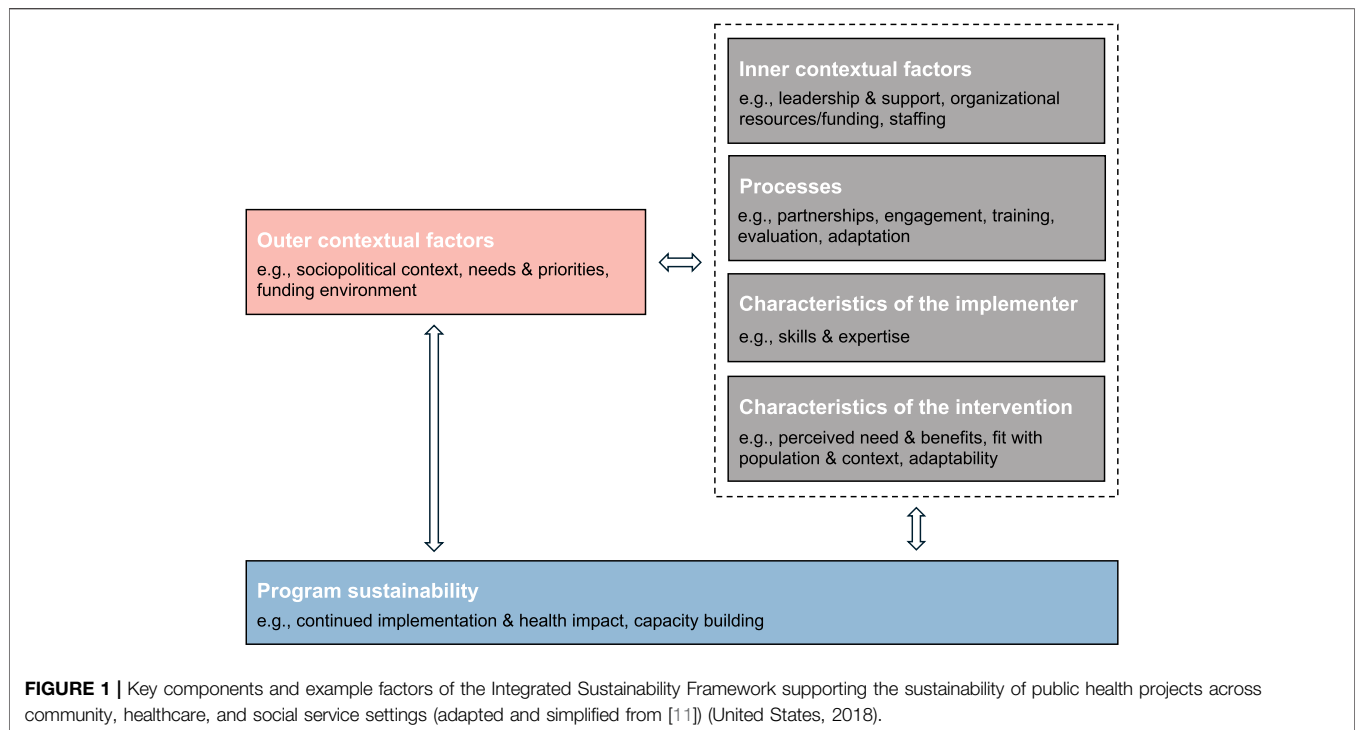 Inner contextual factors
e.g., leadership & support, organizational
resources/funding, staffing
Processes
e.g., partnerships, engagement, training,
evaluation, adaptation
Outer contextual factors
e.g., sociopolitical context, needs & priorities,
funding environment
Characteristics of the implementer
e.g., skills & expertise
Characteristics of the intervention
e.g., perceived need & benefits, fit with
population & context, adaptability
Program sustainability
e.g., continued implementation & health impact, capacity building
FIGURE 1 | Key components and example factors of the Integrated Sustainability Framework supporting the sustainability of public health projects across
community, healthcare, and social service settings (adapted and simplified from [11]) (United States, 2018).